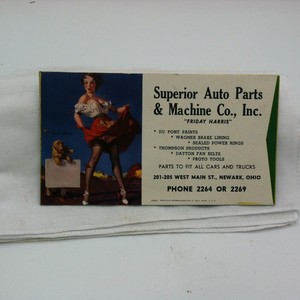 Superior Auto Parts
& Machine Co., Inc.
"FRIDAY HARRIS"
• DU PONT PAINTS
• WAGNER BRAKE LINING
• SEALED POWER RINGS
• THOMPSON PRODUCTS
• DAYTON FAN BELTS
• PROTO TOOLS
PARTS TO FIT ALL CARS AND TRUCKS
201-205 WEST MAIN ST., NEWARK, OHIO
PHONE 2264 OR 2269